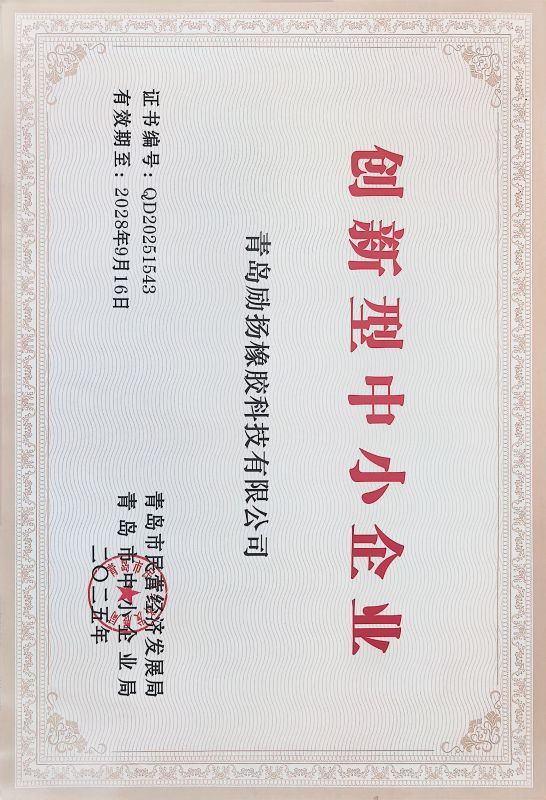 创新型中小企业
青岛励扬橡胶科技有限公司
证书编号：QD20251543
有效期至：2028年9月16日
青岛市民营经济发展局
青岛市中小企业局
二〇二五年